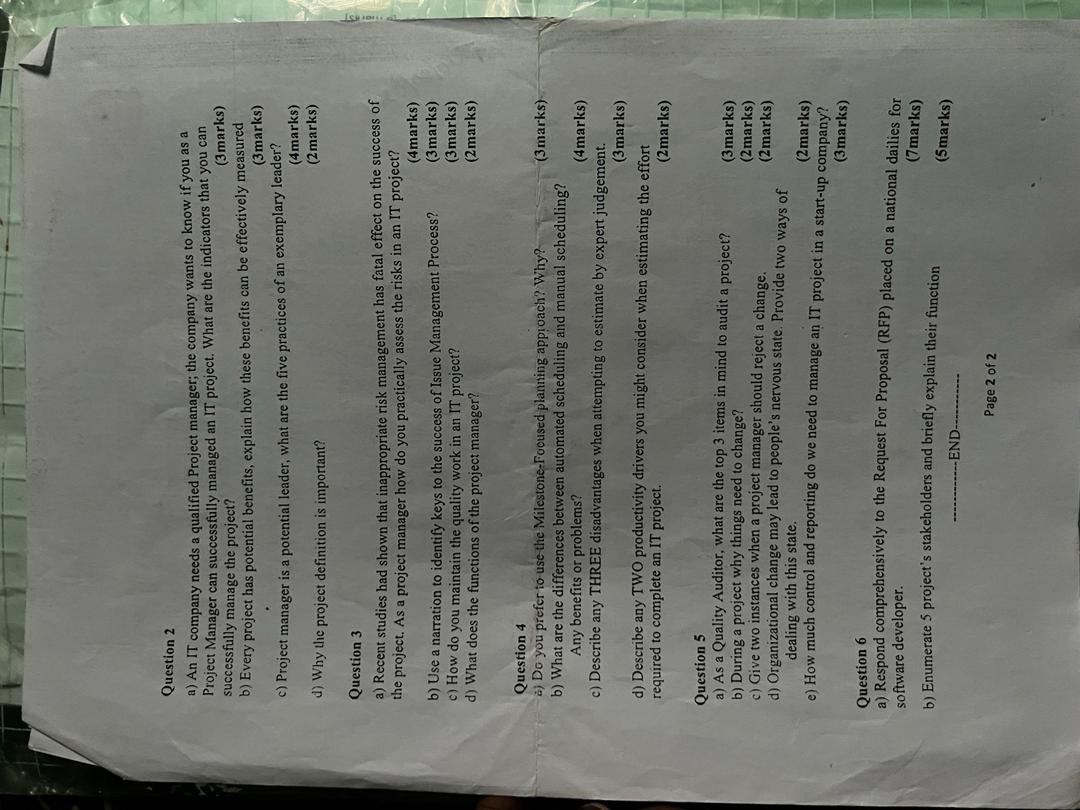 Question 2
a) An IT company needs a qualified Project manager; the company wants to know if you as a
Project Manager can successfully managed an IT project. What are the indicators that you can
successfully manage the project? (3marks)
b) Every project has potential benefits, explain how these benefits can be effectively measured
(3marks)
c) Project manager is a potential leader, what are the five practices of an exemplary leader?
(4marks)
d) Why the project definition is important? (2marks)
Question 3
a) Recent studies had shown that inappropriate risk management has fatal effect on the success of
the project. As a project manager how do you practically assess the risks in an IT project?
(4marks)
b) Use a narration to identify keys to the success of Issue Management Process? (3marks)
c) How do you maintain the quality work in an IT project? (3marks)
d) What does the functions of the project manager? (2marks)
Question 4
a) Do you prefer to use the Milestone-Focused planning approach? Why? (3marks)
b) What are the differences between automated scheduling and manual scheduling?
Any benefits or problems? (4marks)
c) Describe any THREE disadvantages when attempting to estimate by expert judgement.
(3marks)
d) Describe any TWO productivity drivers you might consider when estimating the effort
required to complete an IT project. (2marks)
Question 5
a) As a Quality Auditor, what are the top 3 items in mind to audit a project? (3marks)
b) During a project why things need to change? (2marks)
c) Give two instances when a project manager should reject a change. (2marks)
d) Organizational change may lead to people's nervous state. Provide two ways of
dealing with this state. (2marks)
e) How much control and reporting do we need to manage an IT project in a start-up company?
(3marks)
Question 6
a) Respond comprehensively to the Request For Proposal (RFP) placed on a national dailies for
software developer. (7marks)
b) Enumerate 5 project's stakeholders and briefly explain their function (5marks)
------------END-----------
Page 2 of 2